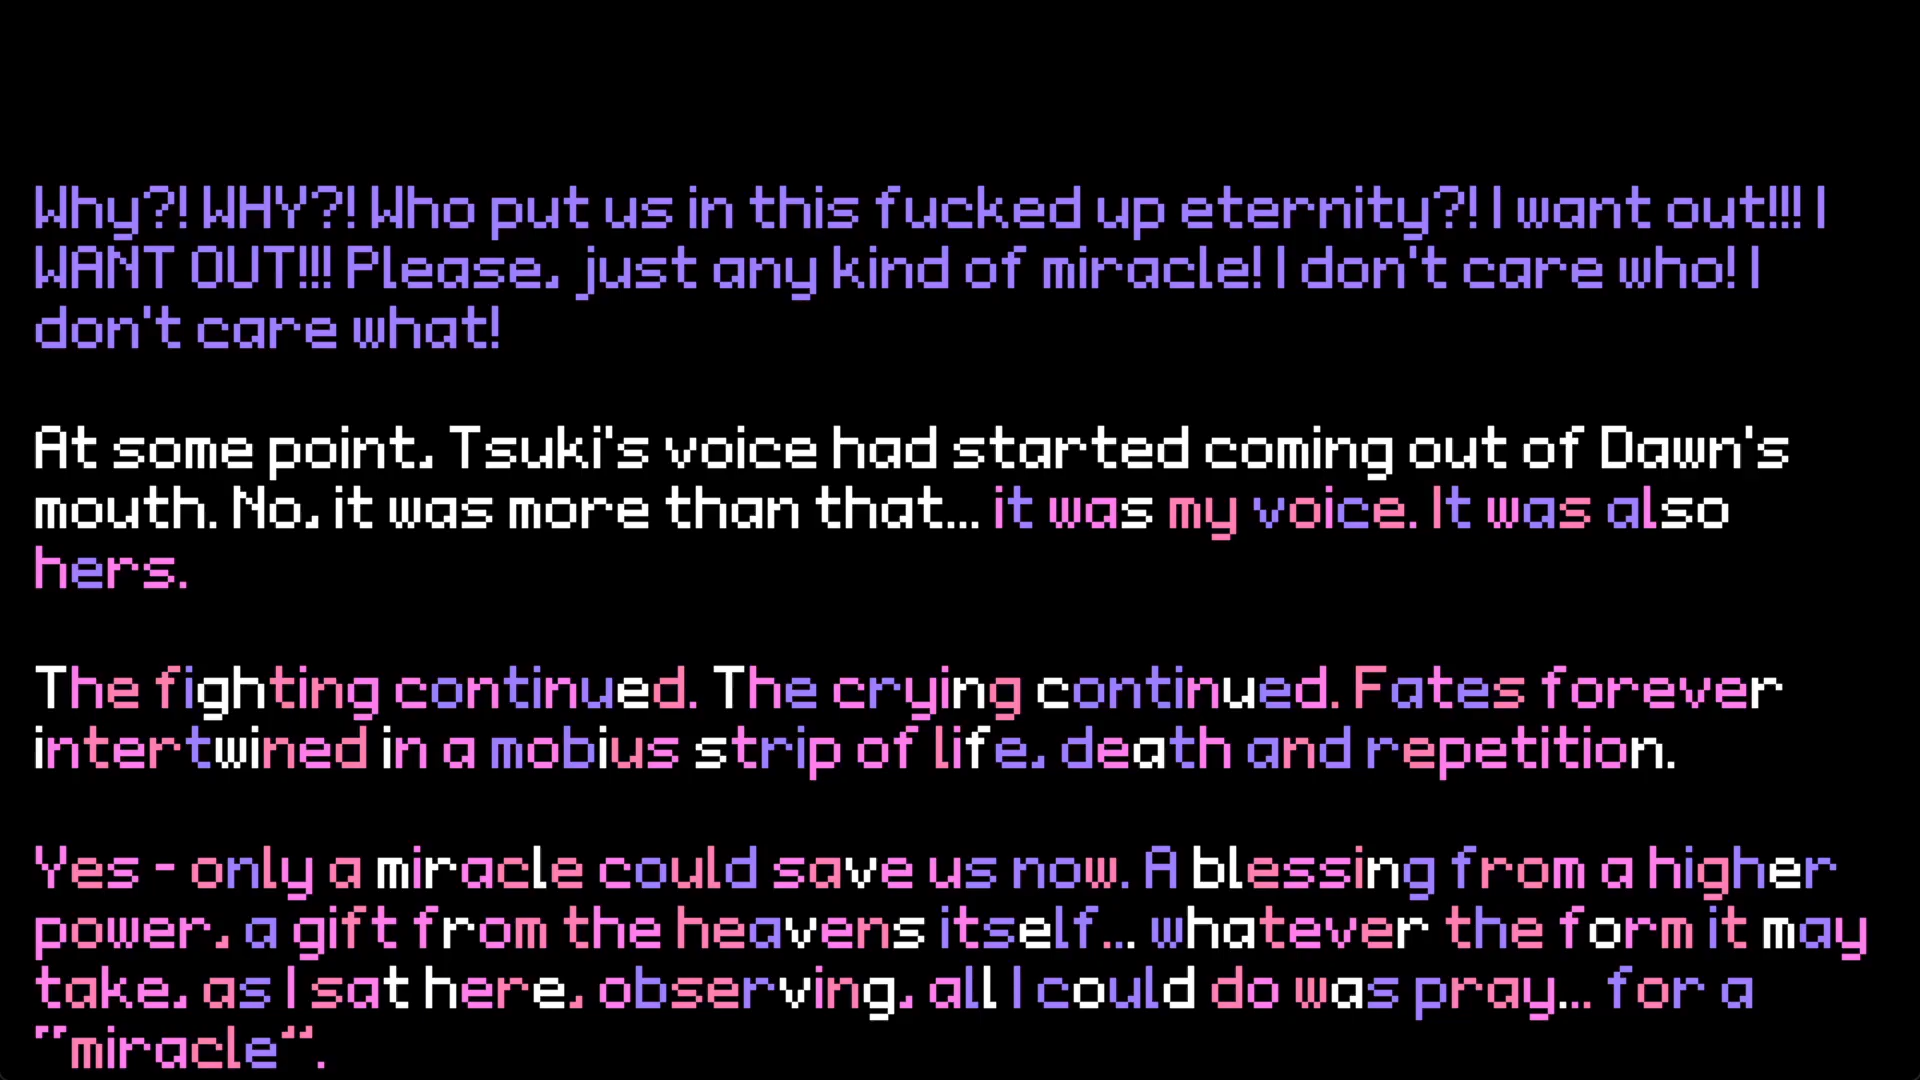 Why?! WHY?! Who put us in this fucked up eternity?! I want out!!! I
WANT OUT!!! Please, just any kind of miracle! I don't care who! I
don't care what!
At some point, Tsuki's voice had started coming out of Dawn's
mouth. No, it was more than that... it was my voice. It was also
hers.
The fighting continued. The crying continued. Fates forever
intertwined in a mobius strip of life, death and repetition.
Yes - only a miracle could save us now. A blessing from a higher
power, a gift from the heavens itself... whatever the form it may
take, as I sat here, observing, all I could do was pray... for a
"miracle".